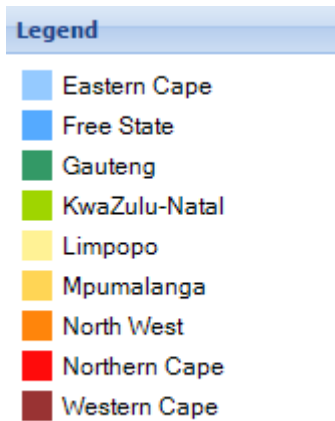 Legend
Eastern Cape
Free State
Gauteng
KwaZulu-Natal
Limpopo
Mpumalanga
North West
Northern Cape
Western Cape